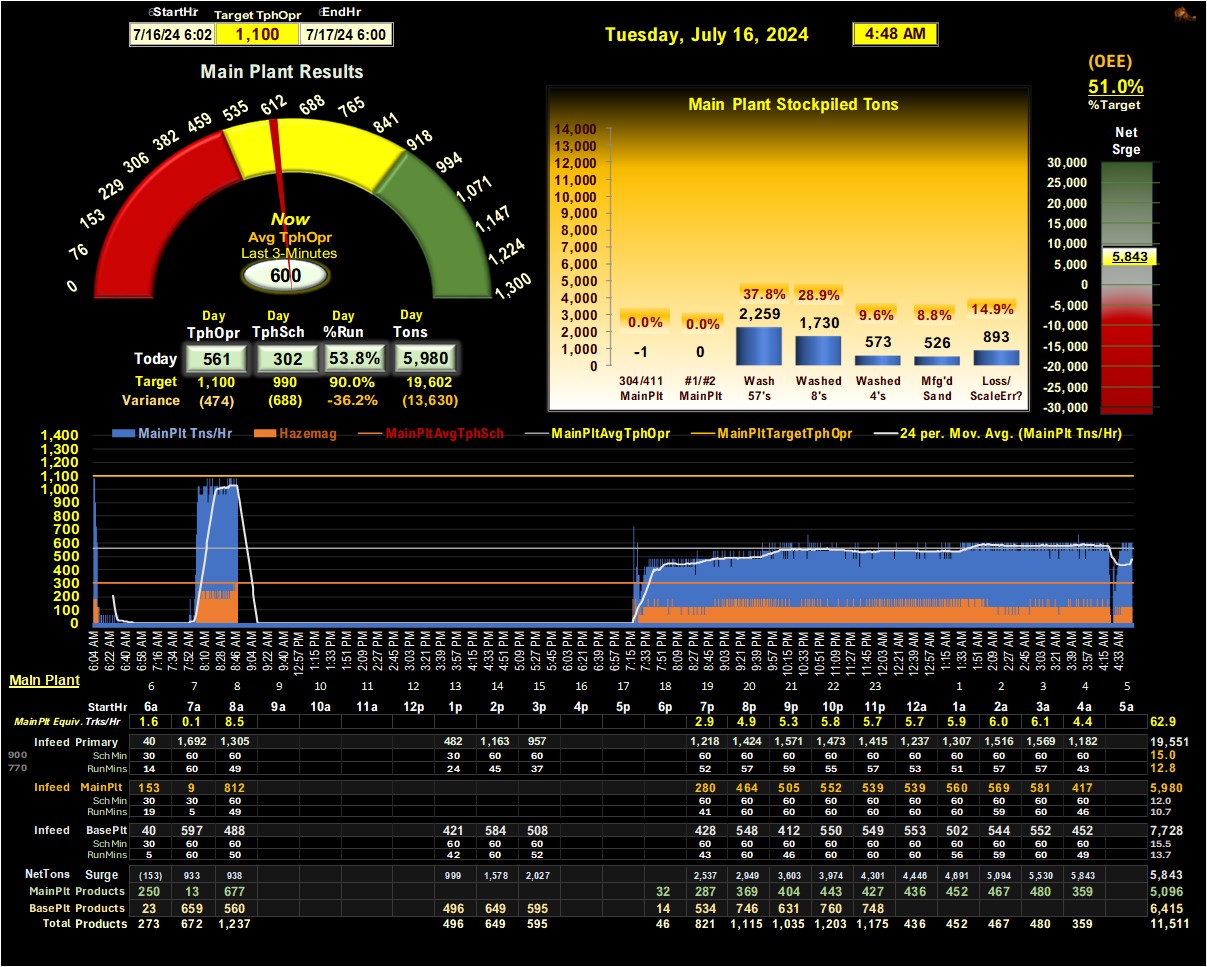 StartHr Target TphOpr EndHr
7/16/24 6:02 1,100 7/17/24 6:00
Tuesday, July 16, 2024 4:48 AM
(OEE)
51.0%
%Target
Main Plant Results
0 76 153 229 306 382 459 535 612 688 765 841 918 994 1,071 1,147 1,224 1,300
Now
Avg TphOpr
Last 3-Minutes
600
Day Day Day Day
TphOpr TphSch %Run Tons
Today 561 302 53.8% 5,980
Target 1,100 990 90.0% 19,602
Variance (474) (688) -36.2% (13,630)
Main Plant Stockpiled Tons
14,000
13,000
12,000
11,000
10,000
9,000
8,000
7,000
6,000
5,000
4,000
3,000
2,000
1,000
0
0.0% 0.0% 37.8% 28.9% 9.6% 8.8% 14.9%
-1 0 2,259 1,730 573 526 893
304/411 #1/#2 Wash Washed Washed Mfg'd Loss/
MainPlt MainPlt 57's 8's 4's Sand ScaleErr?
Net
Srge
30,000
25,000
20,000
15,000
10,000
5,843
5,000
0
-5,000
-10,000
-15,000
-20,000
-25,000
-30,000
MainPlt Tns/Hr Hazemag MainPltAvgTphSch MainPltAvgTphOpr MainPltTargetTphOpr 24 per. Mov. Avg. (MainPlt Tns/Hr)
1,400
1,300
1,200
1,100
1,000
900
800
700
600
500
400
300
200
100
0
6:04 AM 6:22 AM 6:40 AM 6:58 AM 7:16 AM 7:34 AM 7:52 AM 8:10 AM 8:28 AM 8:46 AM 9:04 AM 9:22 AM 9:40 AM 12:57 PM 1:15 PM 1:33 PM 1:51 PM 2:09 PM 2:27 PM 2:45 PM 3:03 PM 3:21 PM 3:39 PM 3:57 PM 4:15 PM 4:33 PM 4:51 PM 5:09 PM 5:27 PM 5:45 PM 6:03 PM 6:21 PM 6:39 PM 6:57 PM 7:15 PM 7:33 PM 7:51 PM 8:09 PM 8:27 PM 8:45 PM 9:03 PM 9:21 PM 9:39 PM 9:57 PM 10:15 PM 10:33 PM 10:51 PM 11:09 PM 11:27 PM 11:45 PM 12:03 AM 12:21 AM 12:39 AM 12:57 AM 1:15 AM 1:33 AM 1:51 AM 2:09 AM 2:27 AM 2:45 AM 3:03 AM 3:21 AM 3:39 AM 3:57 AM 4:15 AM 4:33 AM
Main Plant
6 7 8 9 10 11 12 13 14 15 16 17 18 19 20 21 22 23 1 2 3 4 5
StartHr 6a 7a 8a 9a 10a 11a 12p 1p 2p 3p 4p 5p 6p 7p 8p 9p 10p 11p 12a 1a 2a 3a 4a 5a
MainPlt Equiv. Trks/Hr 1.6 0.1 8.5 2.9 4.9 5.3 5.8 5.7 5.7 5.9 6.0 6.1 4.4 62.9
Infeed Primary 40 1,692 1,305 482 1,163 957 1,218 1,424 1,571 1,473 1,415 1,237 1,307 1,516 1,569 1,182 19,551
900 Sch Min 30 60 60 30 60 60 60 60 60 60 60 60 60 60 60 60 15.0
770 RunMins 14 60 49 24 45 37 52 57 59 55 57 53 51 57 57 43 12.8
Infeed MainPlt 153 9 812 280 464 505 552 539 539 560 569 581 417 5,980
Sch Min 30 30 60 60 60 60 60 60 60 60 60 60 60 12.0
RunMins 19 5 49 41 60 60 60 60 60 60 59 60 46 10.7
Infeed BasePlt 40 597 488 421 584 508 428 548 412 550 549 553 502 544 552 452 7,728
Sch Min 30 60 60 60 60 60 60 60 60 60 60 60 60 60 60 60 15.5
RunMins 5 60 50 42 60 52 43 60 46 60 60 60 56 59 60 49 13.7
NetTons Surge (153) 933 938 999 1,578 2,027 2,537 2,949 3,603 3,974 4,301 4,446 4,691 5,094 5,530 5,843 5,843
MainPlt Products 250 13 677 32 287 369 404 443 427 436 452 467 480 359 5,096
BasePlt Products 23 659 560 496 649 595 14 534 746 631 760 748 6,415
Total Products 273 672 1,237 496 649 595 46 821 1,115 1,035 1,203 1,175 436 452 467 480 359 11,511